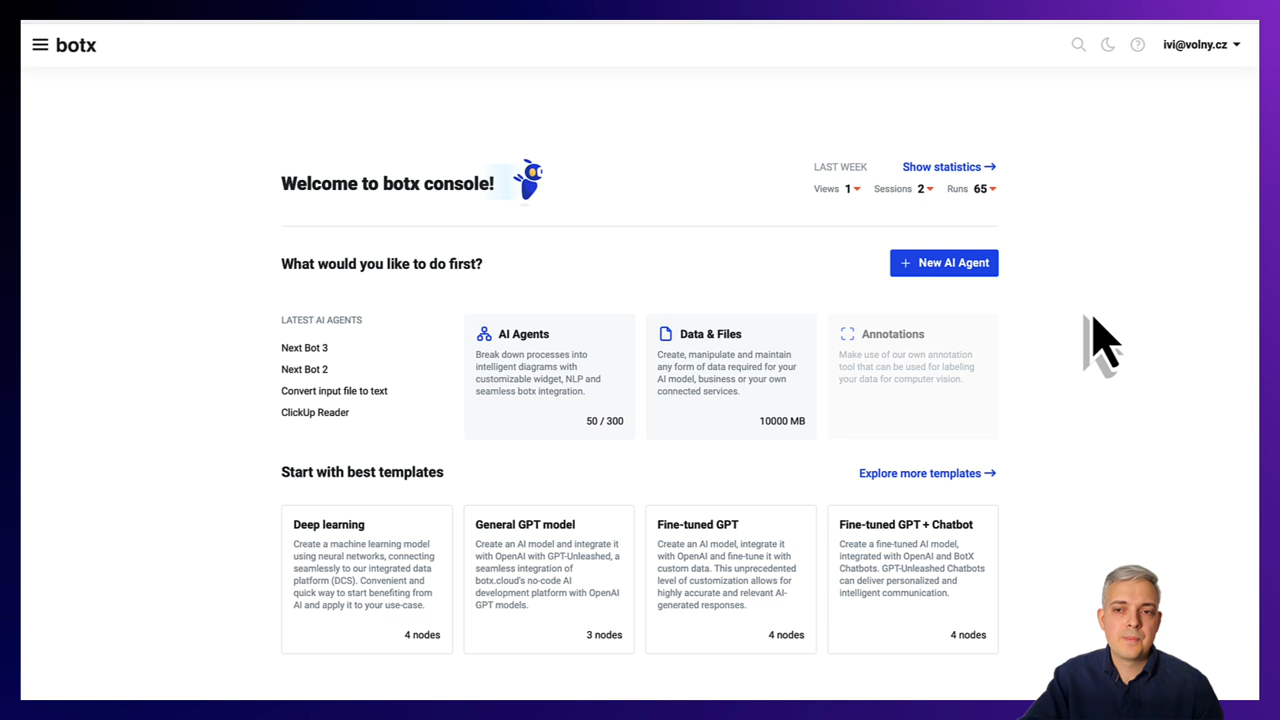 botx
ivi@volny.cz
Welcome to botx console!
LAST WEEK
Show statistics →
Views 1
Sessions 2
Runs 65
What would you like to do first?
+ New AI Agent
LATEST AI AGENTS
Next Bot 3
Next Bot 2
Convert input file to text
ClickUp Reader
AI Agents
Break down processes into
intelligent diagrams with
customizable widget, NLP and
seamless botx integration.
50 / 300
Data & Files
Create, manipulate and maintain
any form of data required for your
AI model, business or your own
connected services.
10000 MB
Annotations
Make use of our own annotation
tool that can be used for labeling
your data for computer vision.
Start with best templates
Explore more templates →
Deep learning
Create a machine learning model
using neural networks, connecting
seamlessly to our integrated data
platform (DCS). Convenient and
quick way to start benefiting from
AI and apply it to your use-case.
4 nodes
General GPT model
Create an AI model and integrate it
with OpenAI with GPT-Unleashed, a
seamless integration of
botx.cloud's no-code AI
development platform with OpenAI
GPT models.
3 nodes
Fine-tuned GPT
Create an AI model, integrate it
with OpenAI and fine-tune it with
custom data. This unprecedented
level of customization allows for
highly accurate and relevant AI-
generated responses.
4 nodes
Fine-tuned GPT + Chatbot
Create a fine-tuned AI model,
integrated with OpenAI and BotX
Chatbots. GPT-Unleashed Chatbots
can deliver personalized and
intelligent communication.
4 nodes